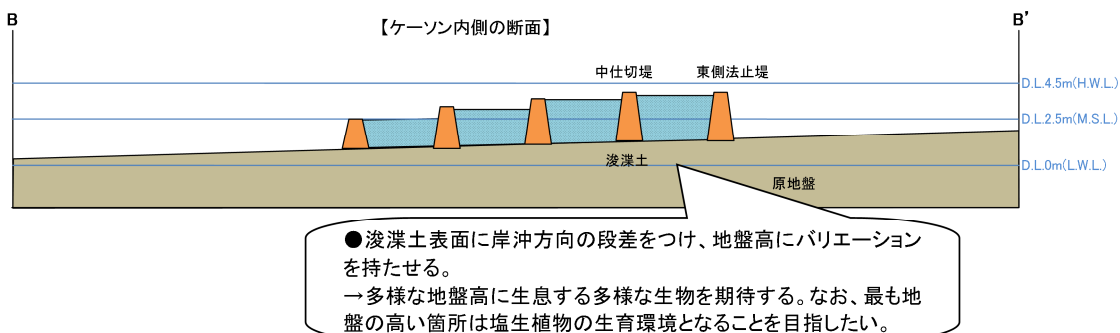 B
B'
【ケーソン内側の断面】
中仕切堤
東側法止堤
D.L.4.5m(H.W.L.)
D.L.2.5m(M.S.L.)
浚渫土
D.L.0m(L.W.L.)
原地盤
●浚渫土表面に岸沖方向の段差をつけ、地盤高にバリエーション
を持たせる。
→多様な地盤高に生息する多様な生物を期待する。なお、最も地
盤の高い箇所は塩生植物の生育環境となることを目指したい。